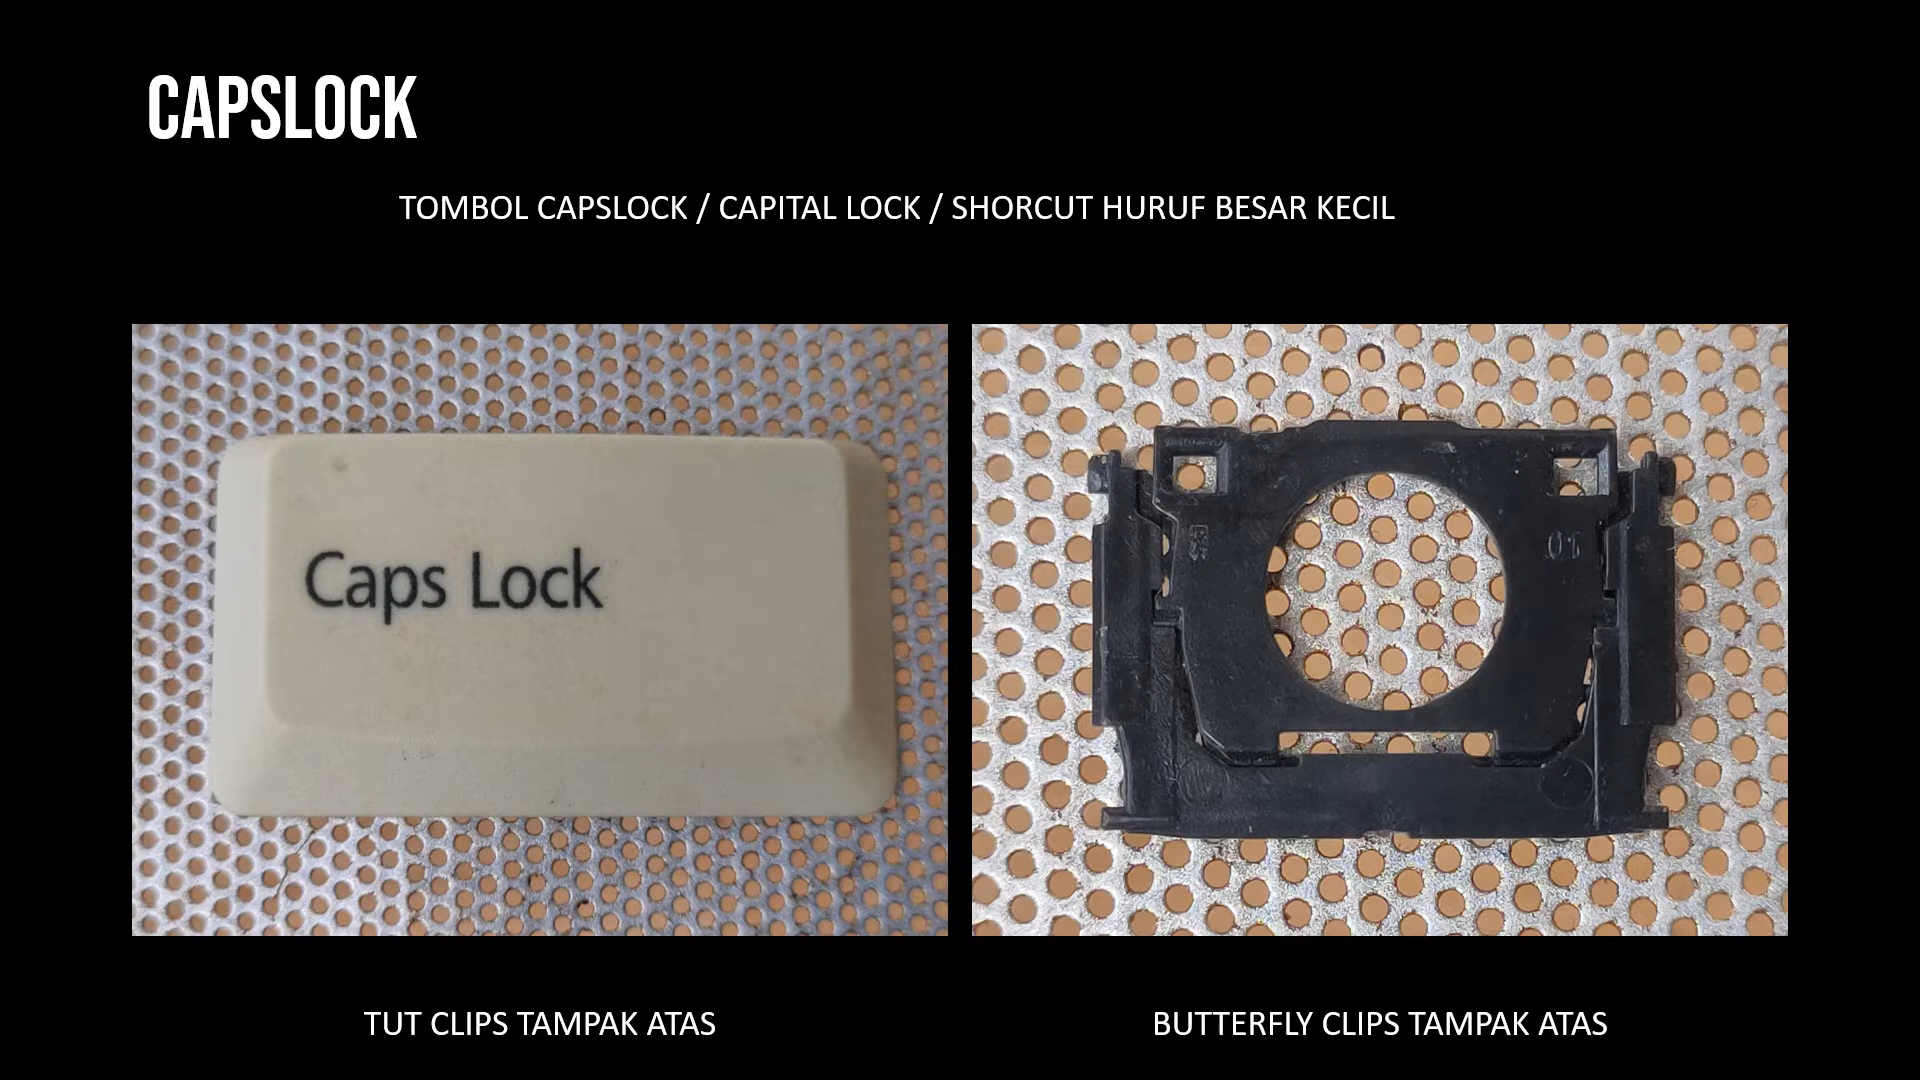 CAPSLOCK
TOMBOL CAPSLOCK / CAPITAL LOCK / SHORCUT HURUF BESAR KECIL
Caps Lock
01
TUT CLIPS TAMPAK ATAS
BUTTERFLY CLIPS TAMPAK ATAS